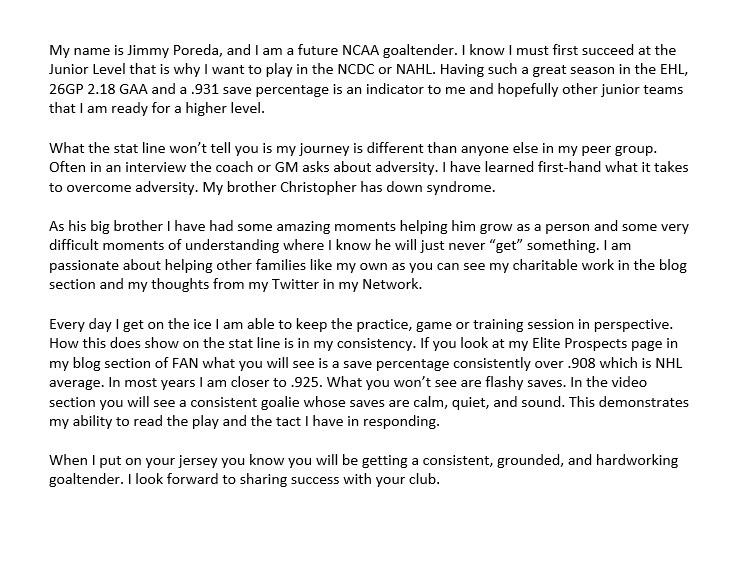 My name is Jimmy Poreda, and I am a future NCAA goaltender. I know I must first succeed at the
Junior Level that is why I want to play in the NCDC or NAHL. Having such a great season in the EHL,
26GP 2.18 GAA and a .931 save percentage is an indicator to me and hopefully other junior teams
that I am ready for a higher level.
What the stat line won’t tell you is my journey is different than anyone else in my peer group.
Often in an interview the coach or GM asks about adversity. I have learned first-hand what it takes
to overcome adversity. My brother Christopher has down syndrome.
As his big brother I have had some amazing moments helping him grow as a person and some very
difficult moments of understanding where I know he will just never “get” something. I am
passionate about helping other families like my own as you can see my charitable work in the blog
section and my thoughts from my Twitter in my Network.
Every day I get on the ice I am able to keep the practice, game or training session in perspective.
How this does show on the stat line is in my consistency. If you look at my Elite Prospects page in
my blog section of FAN what you will see is a save percentage consistently over .908 which is NHL
average. In most years I am closer to .925. What you won’t see are flashy saves. In the video
section you will see a consistent goalie whose saves are calm, quiet, and sound. This demonstrates
my ability to read the play and the tact I have in responding.
When I put on your jersey you know you will be getting a consistent, grounded, and hardworking
goaltender. I look forward to sharing success with your club.